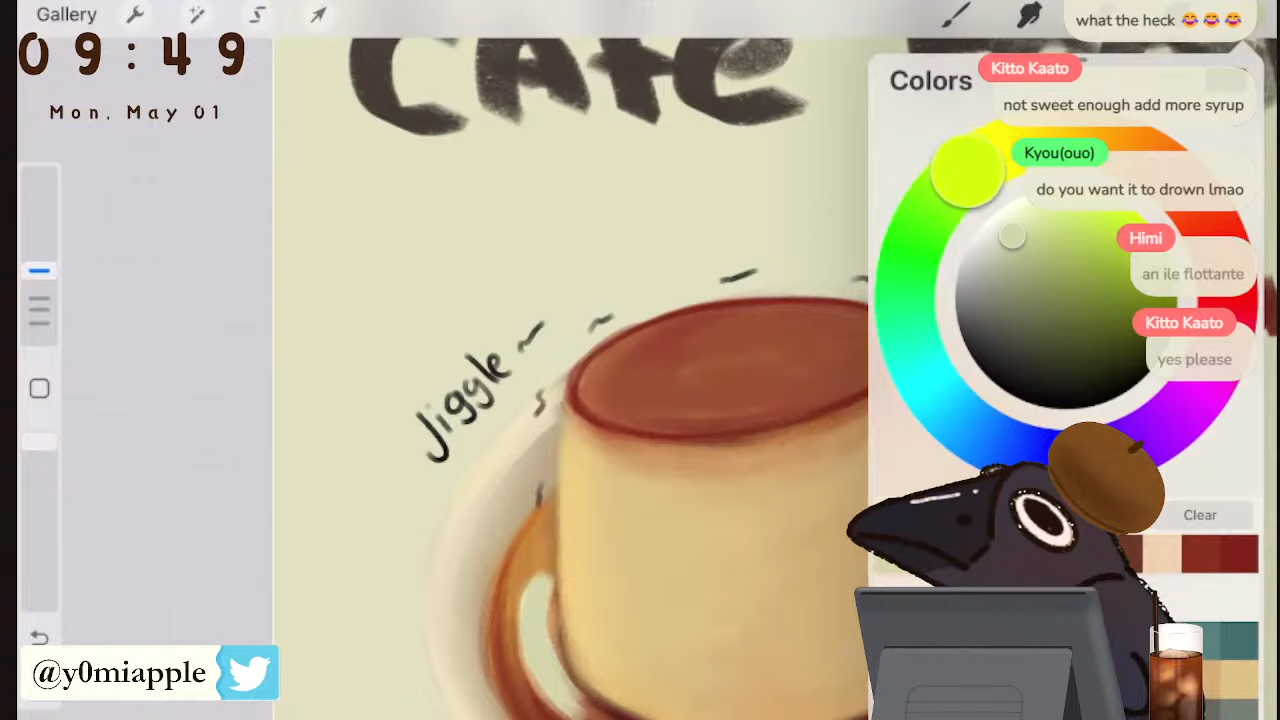 Gallery
09:49
Mon, May 01
CAFE
Jiggle
Colors
what the heck 😂😂😂
Kitto Kaato
not sweet enough add more syrup
Kyou(ouo)
do you want it to drown lmao
Himi
an ile flottante
Kitto Kaato
yes please
Clear
@y0miapple